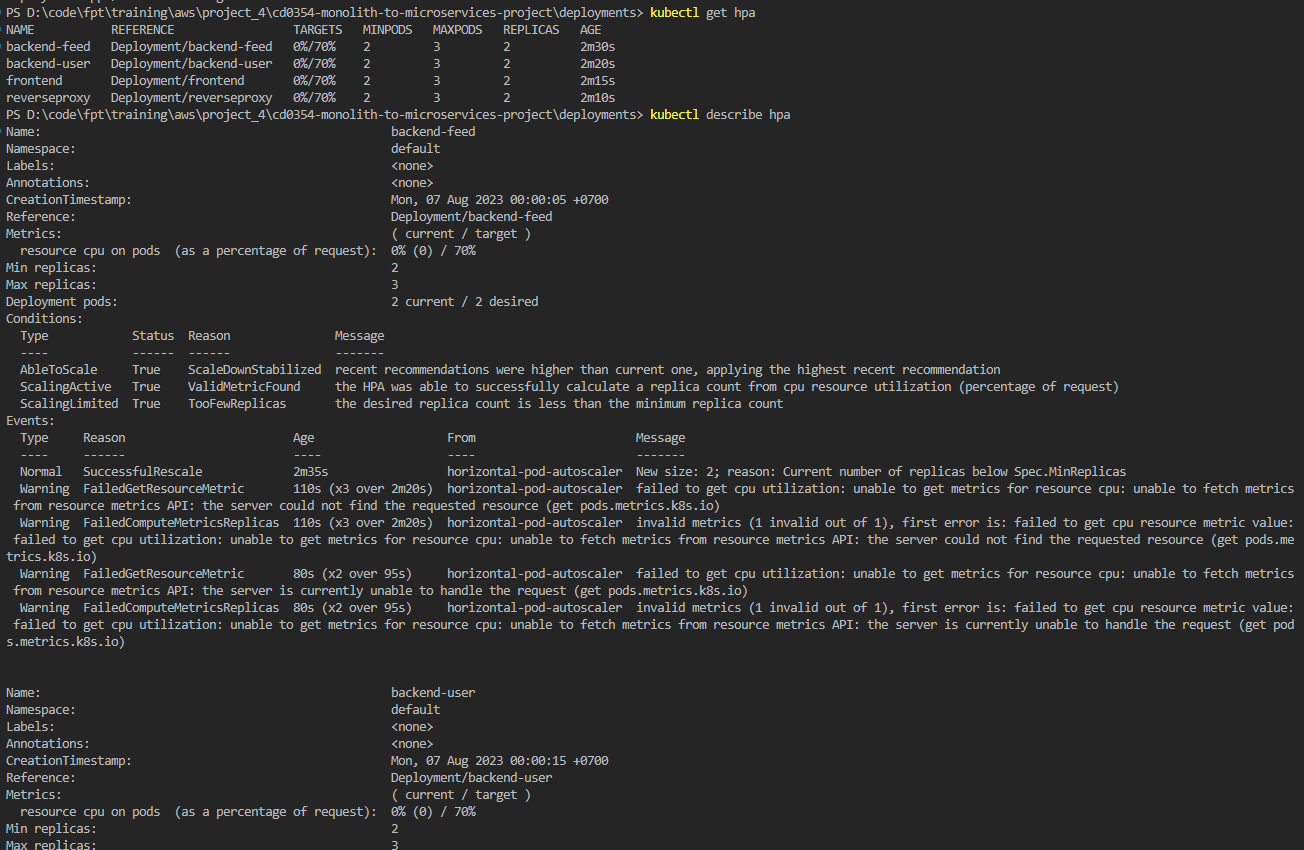 PS D:\code\fpt\training\aws\project_4\cd0354-monolith-to-microservices-project\deployments> kubectl get hpa
NAME           REFERENCE                 TARGETS   MINPODS   MAXPODS   REPLICAS   AGE
backend-feed   Deployment/backend-feed   0%/70%    2         3         2          2m30s
backend-user   Deployment/backend-user   0%/70%    2         3         2          2m20s
frontend       Deployment/frontend       0%/70%    2         3         2          2m15s
reverseproxy   Deployment/reverseproxy   0%/70%    2         3         2          2m10s
PS D:\code\fpt\training\aws\project_4\cd0354-monolith-to-microservices-project\deployments> kubectl describe hpa
Name:                                                  backend-feed
Namespace:                                             default
Labels:                                                <none>
Annotations:                                           <none>
CreationTimestamp:                                     Mon, 07 Aug 2023 00:00:05 +0700
Reference:                                             Deployment/backend-feed
Metrics:                                               ( current / target )
  resource cpu on pods  (as a percentage of request):  0% (0) / 70%
Min replicas:                                          2
Max replicas:                                          3
Deployment pods:                                       2 current / 2 desired
Conditions:
  Type            Status  Reason               Message
  ----            ------  ------               -------
  AbleToScale     True    ScaleDownStabilized  recent recommendations were higher than current one, applying the highest recent recommendation
  ScalingActive   True    ValidMetricFound     the HPA was able to successfully calculate a replica count from cpu resource utilization (percentage of request)
  ScalingLimited  True    TooFewReplicas       the desired replica count is less than the minimum replica count
Events:
  Type     Reason                        Age                   From                       Message
  ----     ------                        ----                  ----                       -------
  Normal   SuccessfulRescale             2m35s                 horizontal-pod-autoscaler  New size: 2; reason: Current number of replicas below Spec.MinReplicas
  Warning  FailedGetResourceMetric       110s (x3 over 2m20s)  horizontal-pod-autoscaler  failed to get cpu utilization: unable to get metrics for resource cpu: unable to fetch metrics
 from resource metrics API: the server could not find the requested resource (get pods.metrics.k8s.io)
  Warning  FailedComputeMetricsReplicas  110s (x3 over 2m20s)  horizontal-pod-autoscaler  invalid metrics (1 invalid out of 1), first error is: failed to get cpu resource metric value:
 failed to get cpu utilization: unable to get metrics for resource cpu: unable to fetch metrics from resource metrics API: the server could not find the requested resource (get pods.me
trics.k8s.io)
  Warning  FailedGetResourceMetric       80s (x2 over 95s)     horizontal-pod-autoscaler  failed to get cpu utilization: unable to get metrics for resource cpu: unable to fetch metrics
 from resource metrics API: the server is currently unable to handle the request (get pods.metrics.k8s.io)
  Warning  FailedComputeMetricsReplicas  80s (x2 over 95s)     horizontal-pod-autoscaler  invalid metrics (1 invalid out of 1), first error is: failed to get cpu resource metric value:
 failed to get cpu utilization: unable to get metrics for resource cpu: unable to fetch metrics from resource metrics API: the server is currently unable to handle the request (get pod
s.metrics.k8s.io)
Name:                                                  backend-user
Namespace:                                             default
Labels:                                                <none>
Annotations:                                           <none>
CreationTimestamp:                                     Mon, 07 Aug 2023 00:00:15 +0700
Reference:                                             Deployment/backend-user
Metrics:                                               ( current / target )
  resource cpu on pods  (as a percentage of request):  0% (0) / 70%
Min replicas:                                          2
Max replicas:                                          3